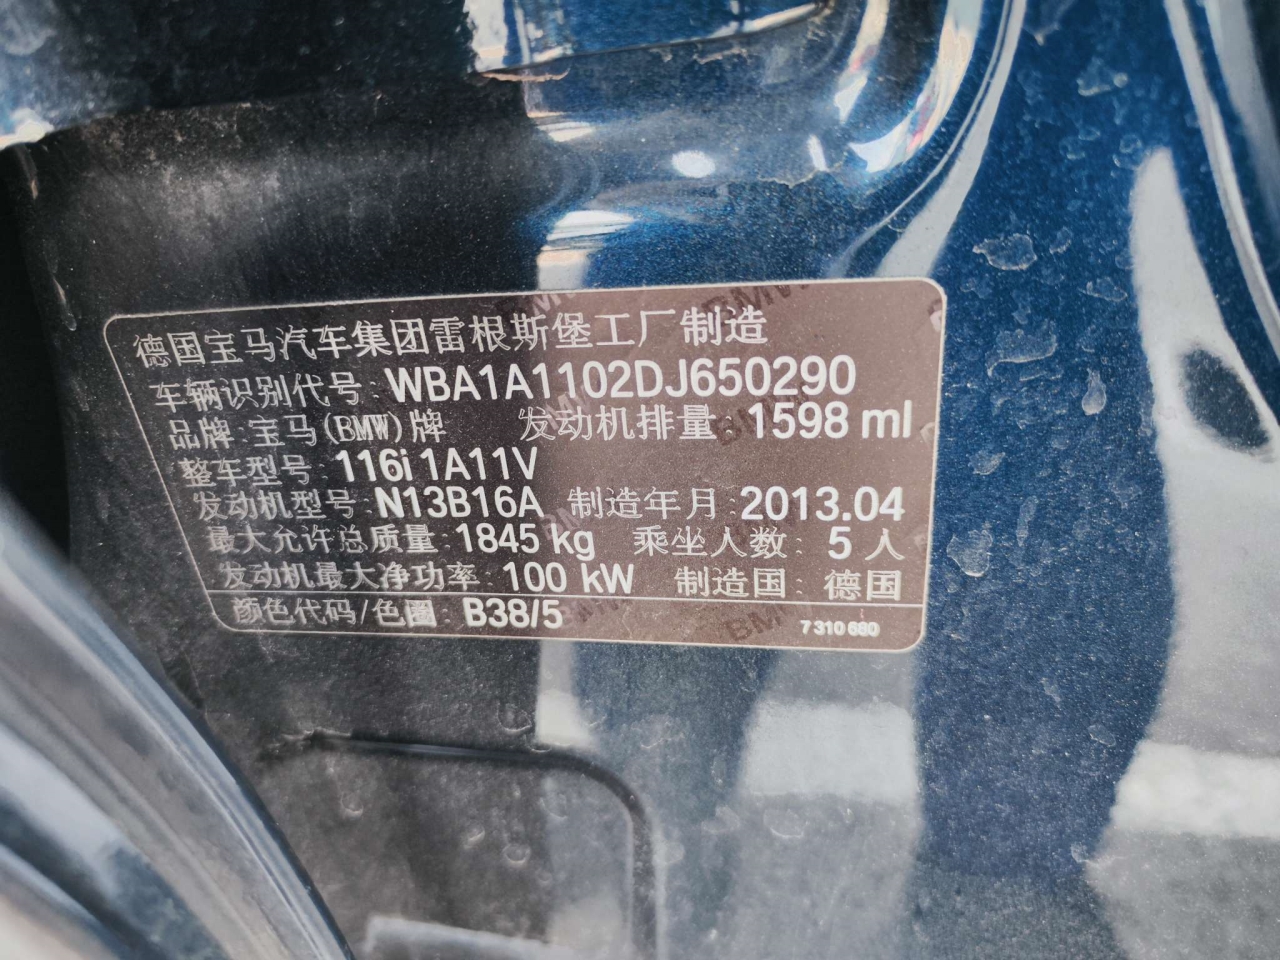 德国宝马汽车集团雷根斯堡工厂制造
车辆识别代号: WBA1A1102DJ650290
品牌:宝马(BMW)牌 发动机排量: 1598 ml
整车型号: 116i 1A11V
发动机型号: N13B16A 制造年月: 2013.04
最大允许总质量: 1845 kg 乘坐人数: 5 人
发动机最大净功率: 100 kW 制造国: 德国
颜色代码/色圈: B38/5 7 310 680